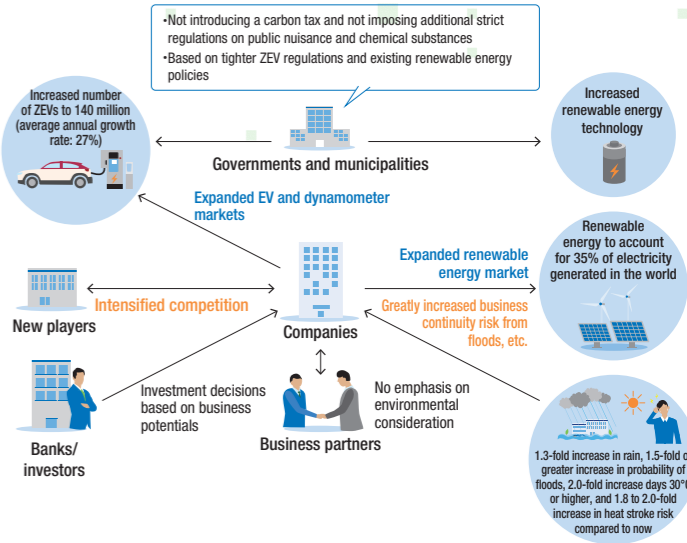 •Not introducing a carbon tax and not imposing additional strict
regulations on public nuisance and chemical substances
•Based on tighter ZEV regulations and existing renewable energy
policies
Increased number
of ZEVs to 140 million
(average annual growth
rate: 27%)
Governments and municipalities
Increased
renewable energy
technology
Expanded EV and dynamometer
markets
Renewable
energy to account
for 35% of electricity
generated in the world
Expanded renewable
energy market
New players
Intensified competition
Companies
Greatly increased business
continuity risk from
floods, etc.
Banks/
investors
Investment decisions
based on business
potentials
Business partners
No emphasis on
environmental
consideration
1.3-fold increase in rain, 1.5-fold o
greater increase in probability of
floods, 2.0-fold increase days 30°
or higher, and 1.8 to 2.0-fold
increase in heat stroke risk
compared to now